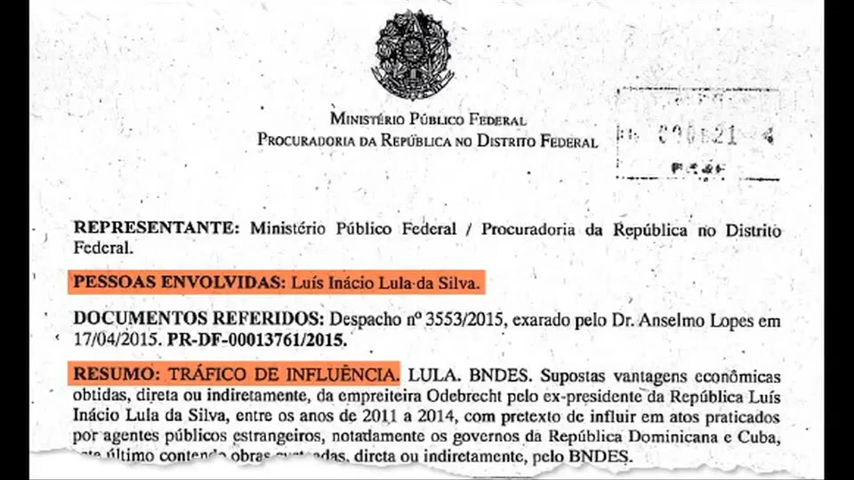 MINISTÉRIO PÚBLICO FEDERAL
PROCURADORIA DA REPÚBLICA NO DISTRITO FEDERAL
REPRESENTANTE: Ministério Público Federal / Procuradoria da República no Distrito
Federal.
PESSOAS ENVOLVIDAS: Luís Inácio Lula da Silva.
DOCUMENTOS REFERIDOS: Despacho nº 3553/2015, exarado pelo Dr. Anselmo Lopes em
17/04/2015. PR-DF-00013761/2015.
RESUMO: TRÁFICO DE INFLUÊNCIA. LULA. BNDES. Supostas vantagens econômicas
obtidas, direta ou indiretamente, da empreiteira Odebrecht pelo ex-presidente da República Luís
Inácio Lula da Silva, entre os anos de 2011 a 2014, com pretexto de influir em atos praticados
por agentes públicos estrangeiros, notadamente os governos da República Dominicana e Cuba,
último contendo obras direta ou indiretamente, pelo BNDES.